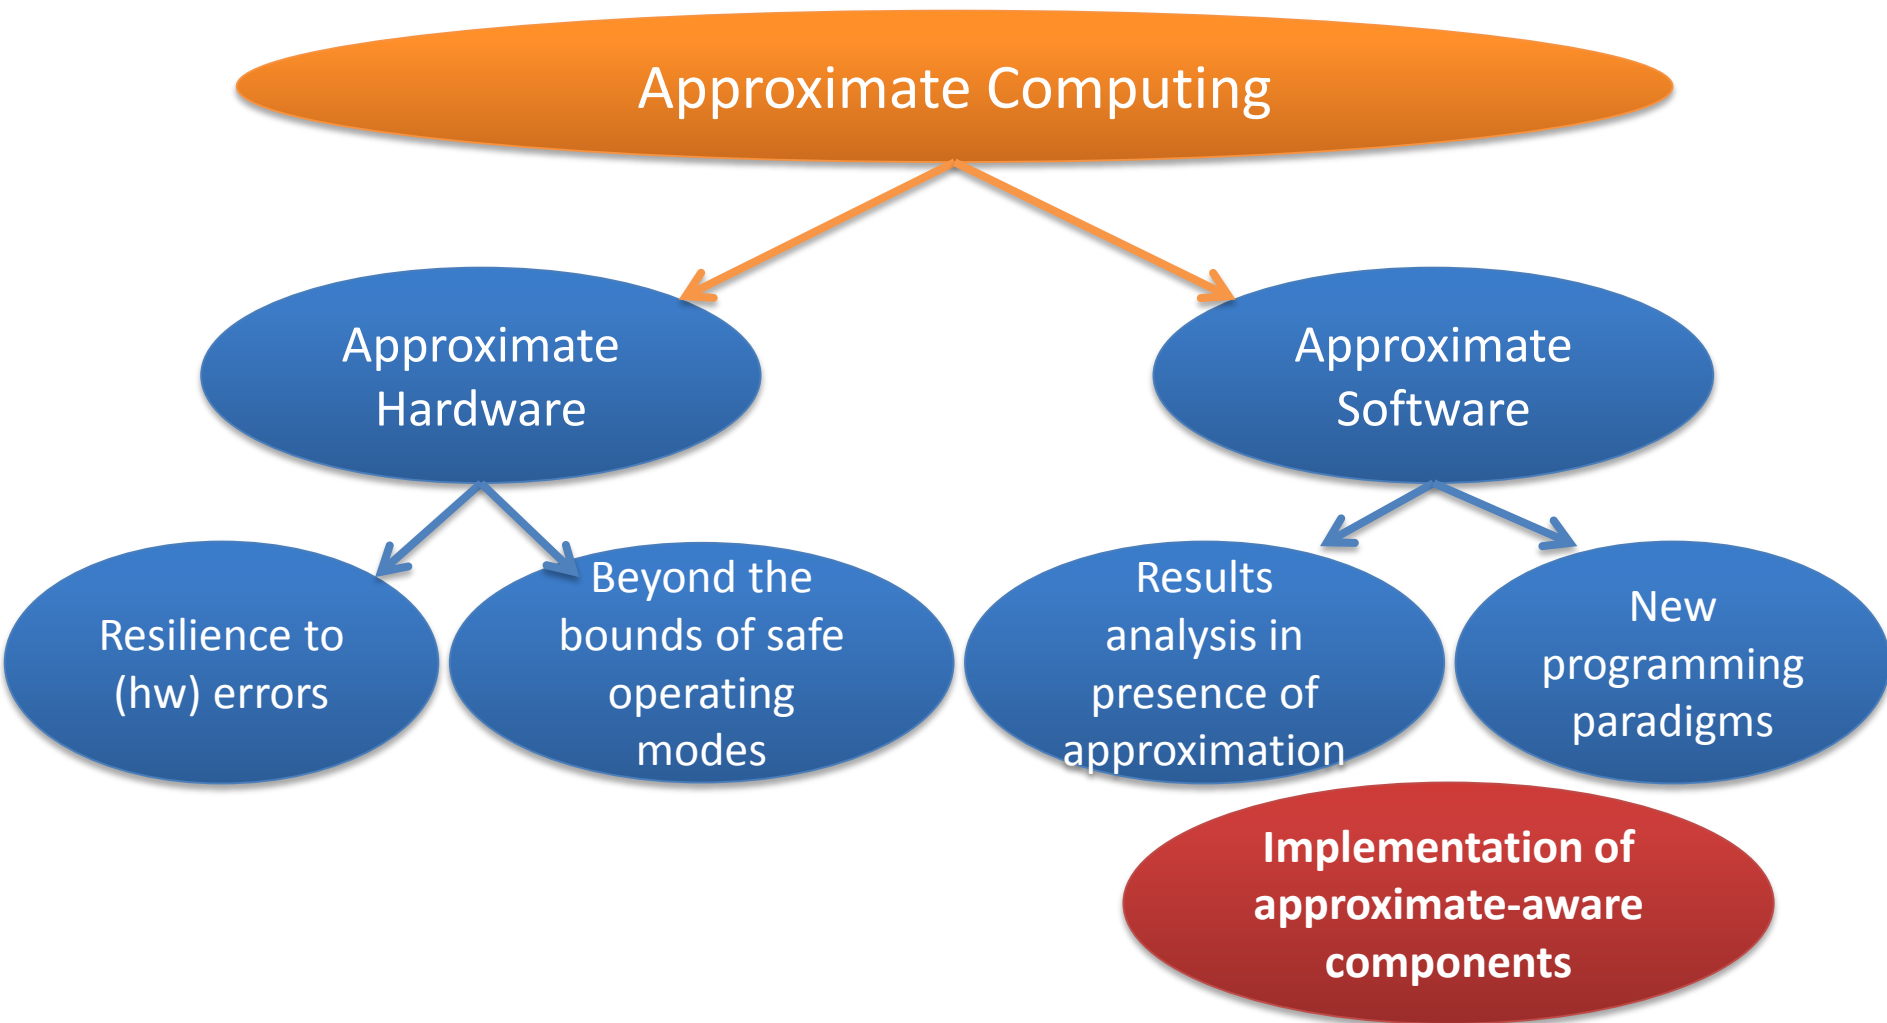 Approximate Computing
Approximate
Hardware
Approximate
Software
Resilience to
(hw) errors
Beyond the
bounds of safe
operating
modes
Results
analysis in
presence of
approximation
New
programming
paradigms
Implementation of
approximate-aware
components